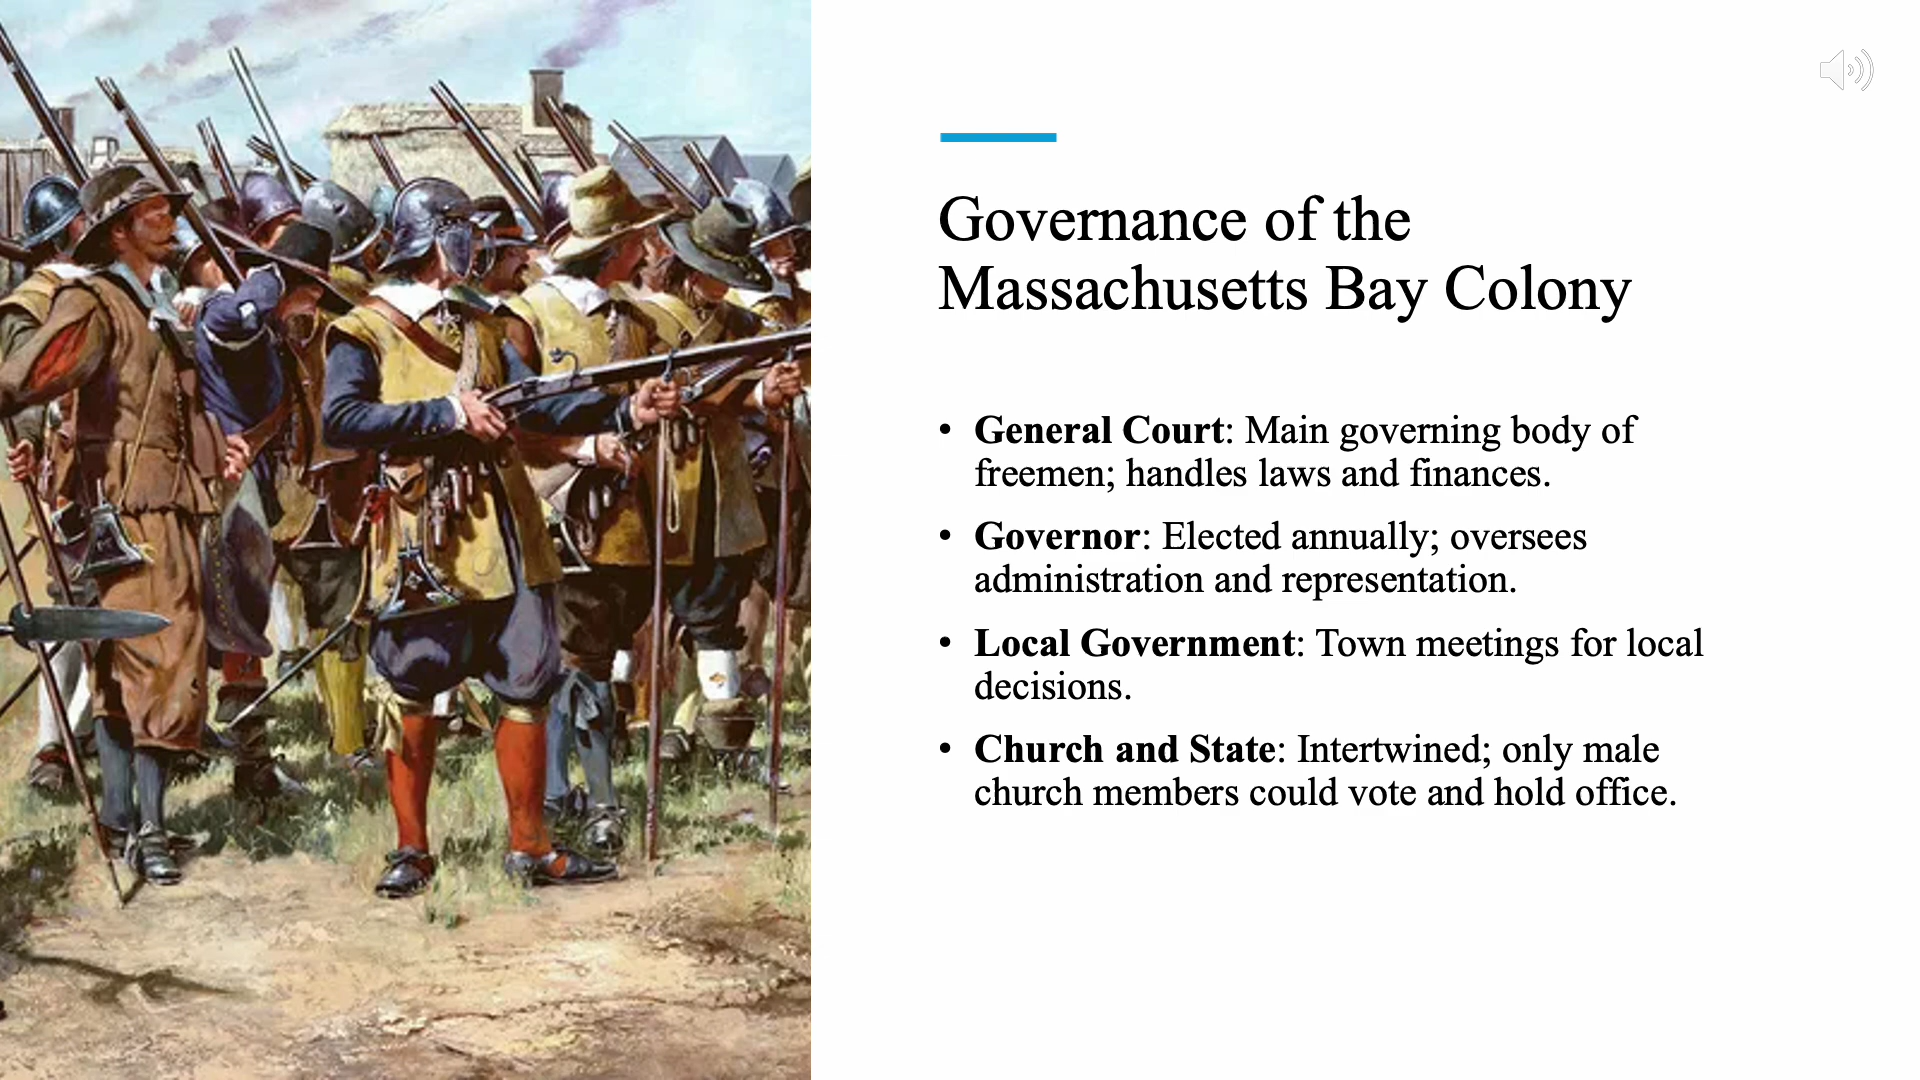 Governance of the
Massachusetts Bay Colony
• General Court: Main governing body of
freemen; handles laws and finances.
• Governor: Elected annually; oversees
administration and representation.
• Local Government: Town meetings for local
decisions.
• Church and State: Intertwined; only male
church members could vote and hold office.